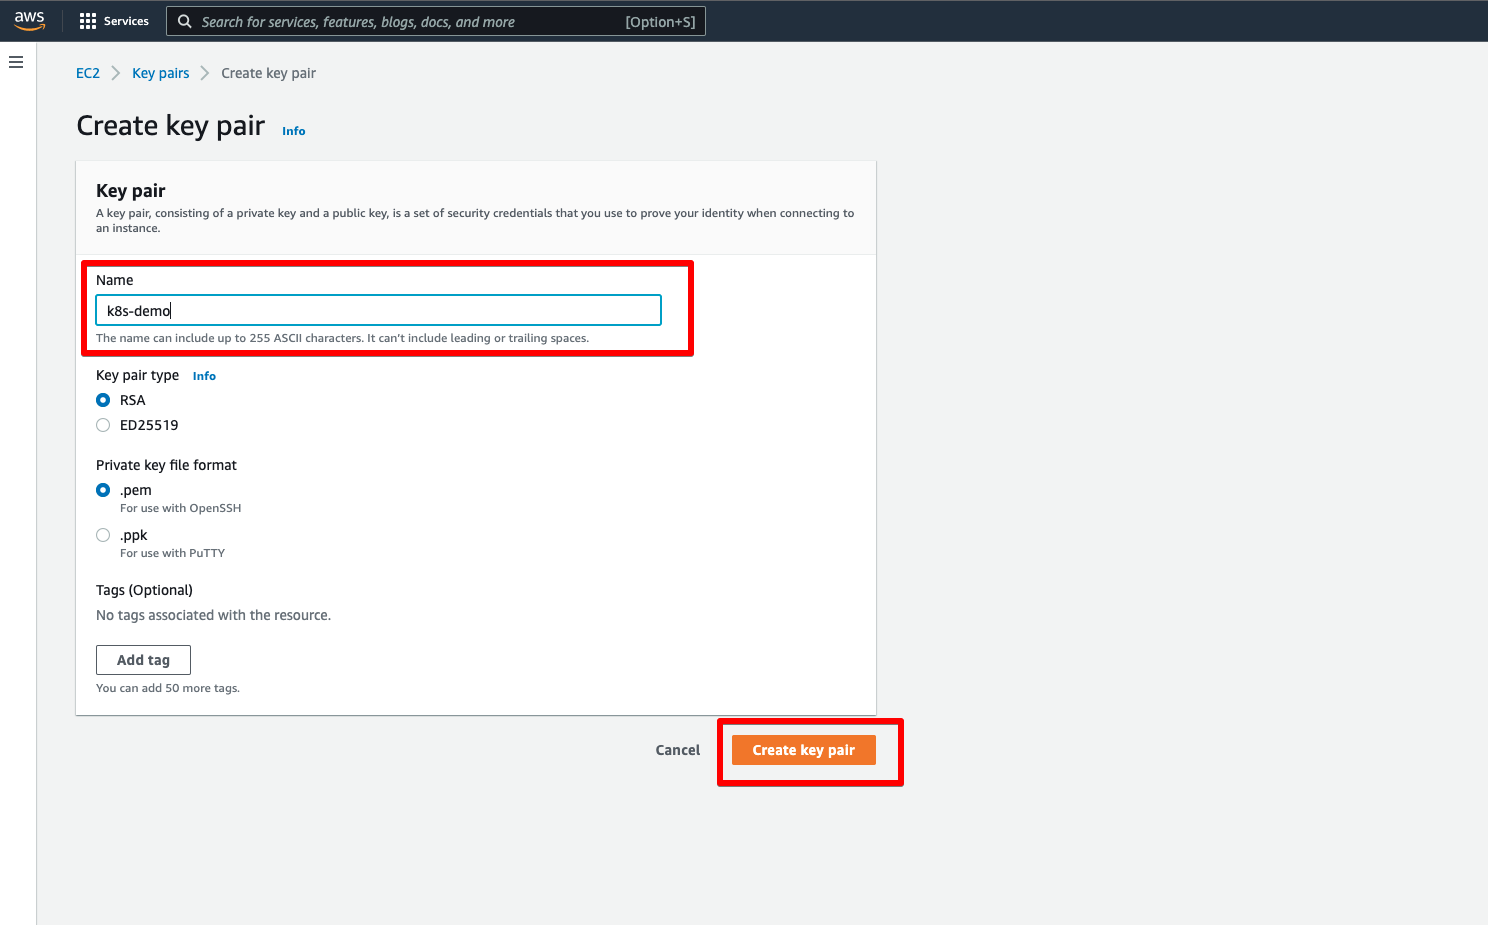 aws Services Search for services, features, blogs, docs, and more [Option+S]
EC2 Key pairs Create key pair
Create key pair Info
Key pair
A key pair, consisting of a private key and a public key, is a set of security credentials that you use to prove your identity when connecting to
an instance.
Name
k8s-demo
The name can include up to 255 ASCII characters. It can't include leading or trailing spaces.
Key pair type Info
RSA
ED25519
Private key file format
.pem
For use with OpenSSH
.ppk
For use with PuTTY
Tags (Optional)
No tags associated with the resource.
Add tag
You can add 50 more tags.
Cancel Create key pair